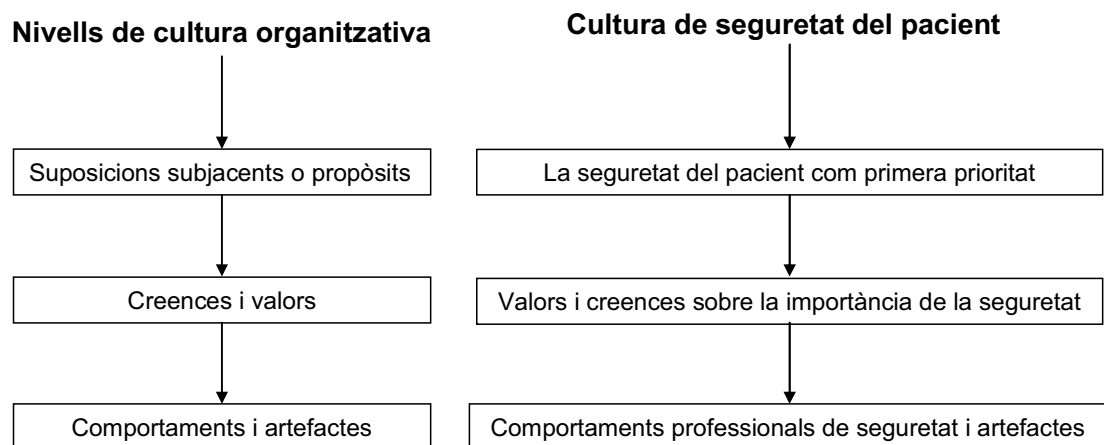 Nivells de cultura organitzativa
Cultura de seguretat del pacient
Suposicions subjacents o propòsits
La seguretat del pacient com primera prioritat
Creences i valors
Valors i creences sobre la importància de la seguretat
Comportaments i artefactes
Comportaments professionals de seguretat i artefactes